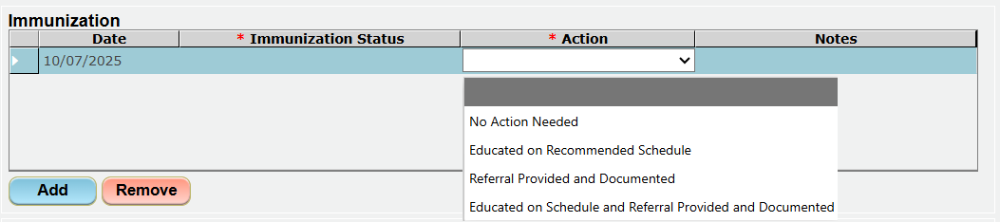 Immunization
Date * Immunization Status * Action Notes
10/07/2025
No Action Needed
Educated on Recommended Schedule
Referral Provided and Documented
Educated on Schedule and Referral Provided and Documented
Add Remove